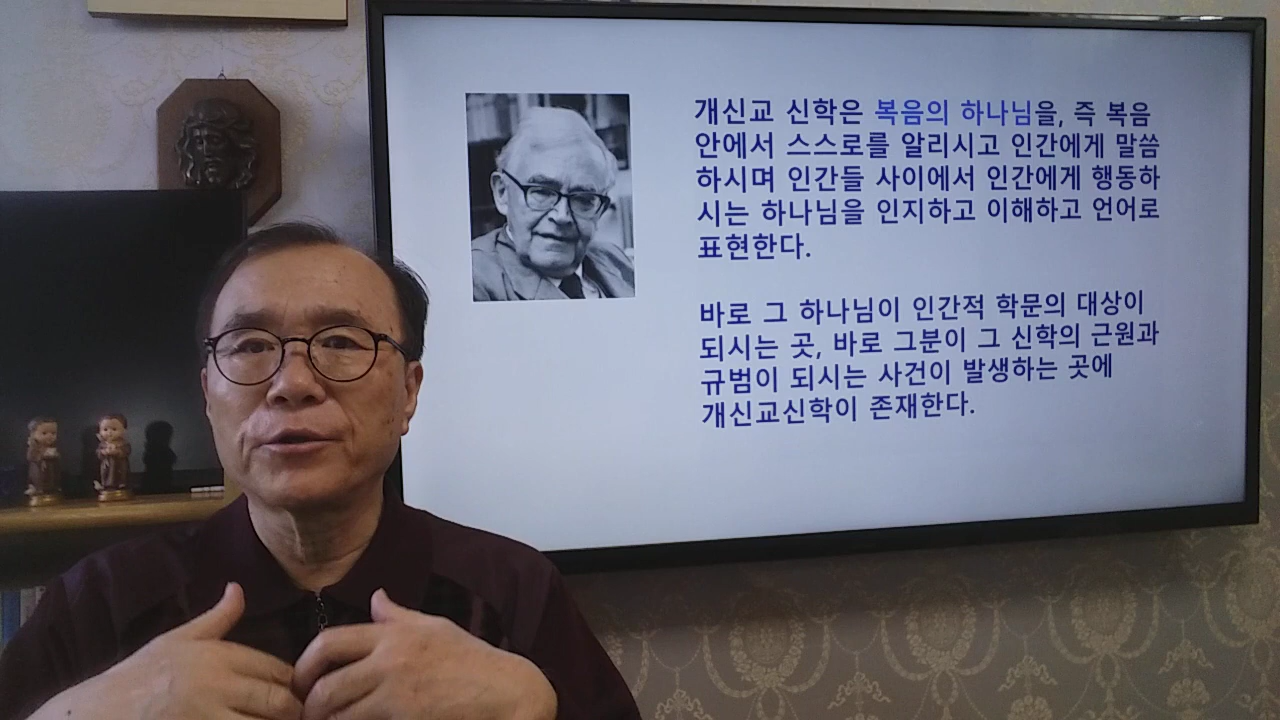 개신교 신학은 복음의 하나님을, 즉 복음
안에서 스스로를 알리시고 인간에게 말씀
하시며 인간들 사이에서 인간에게 행동하
시는 하나님을 인지하고 이해하고 언어로
표현한다.
바로 그 하나님이 인간적 학문의 대상이
되시는 곳, 바로 그분이 그 신학의 근원과
규범이 되시는 사건이 발생하는 곳에
개신교신학이 존재한다.